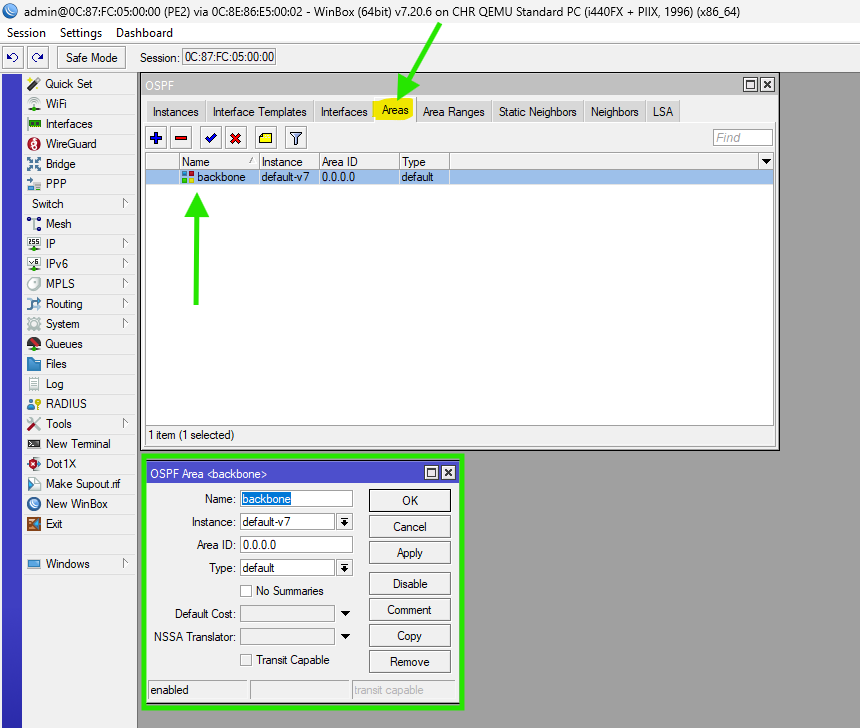 admin@0C:87:FC:05:00:00 (PE2) via 0C:8E:86:E5:00:02 - WinBox (64bit) v7.20.6 on CHR QEMU Standard PC (i440FX + PIIX, 1996) (x86_64)
Session Settings Dashboard
Safe Mode Session: 0C:87:FC:05:00:00
Quick Set
WiFi
Interfaces
WireGuard
Bridge
PPP
Switch
Mesh
IP
IPv6
MPLS
Routing
System
Queues
Files
Log
RADIUS
Tools
New Terminal
Dot1X
Make Supout.rif
New WinBox
Exit
Windows
OSPF
Instances Interface Templates Interfaces Areas Area Ranges Static Neighbors Neighbors LSA
Find
Name Instance Area ID Type
backbone default-v7 0.0.0.0 default
1 item (1 selected)
OSPF Area <backbone>
Name: backbone
Instance: default-v7
Area ID: 0.0.0.0
Type: default
No Summaries
Default Cost:
NSSA Translator:
Transit Capable
OK
Cancel
Apply
Disable
Comment
Copy
Remove
enabled transit capable